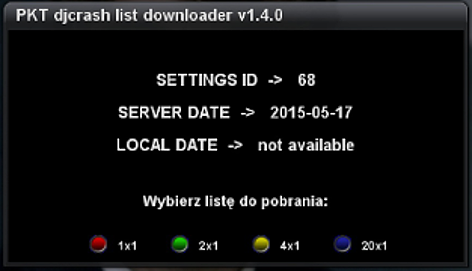 PKT djcrash list downloader v1.4.0
SETTINGS ID -> 68
SERVER DATE -> 2015-05-17
LOCAL DATE -> not available
Wybierz listę do pobrania:
1x1 2x1 4x1 20x1